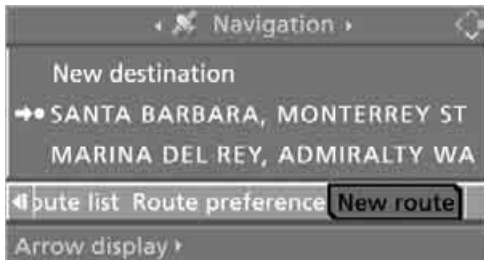 Navigation
New destination
SANTA BARBARA, MONTERREY ST
MARINA DEL REY, ADMIRALTY WA
oute list Route preference New route
Arrow display